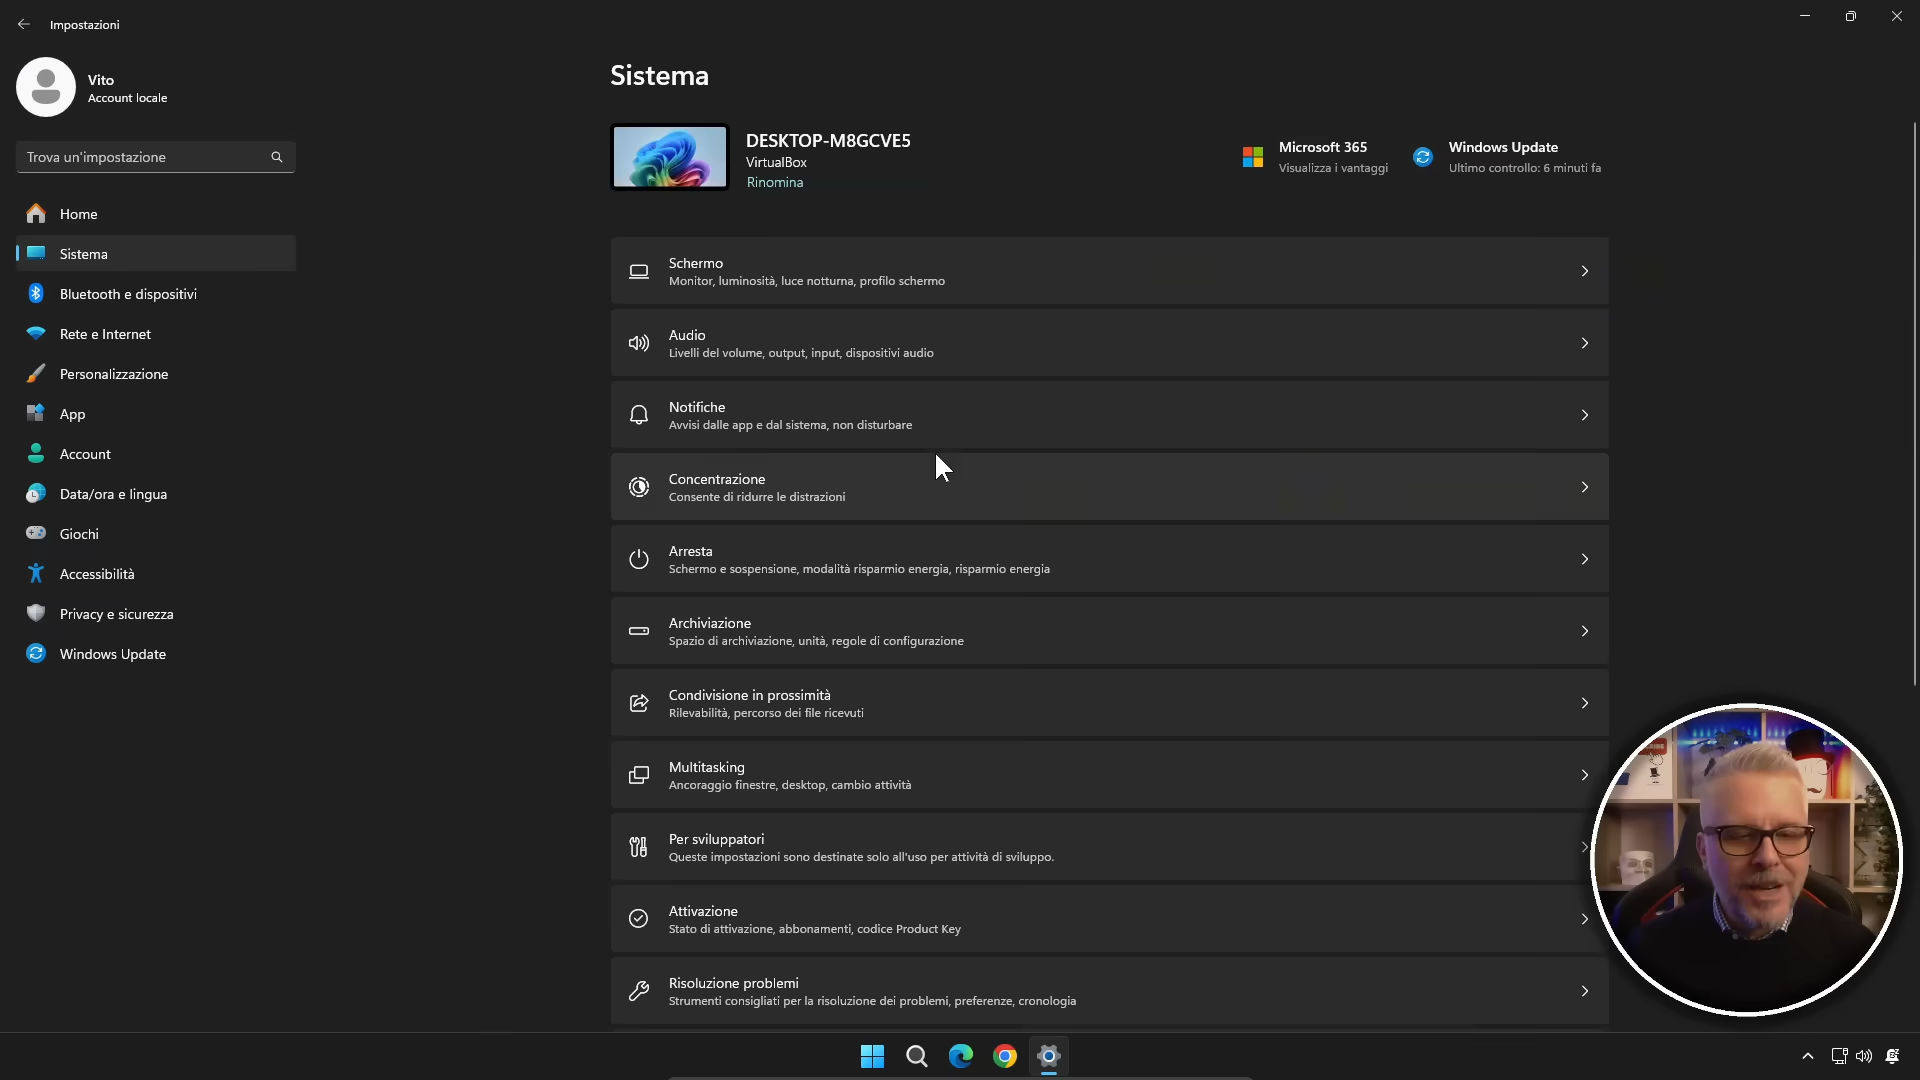 Impostazioni
Vito
Account locale
Trova un'impostazione
Home
Sistema
Bluetooth e dispositivi
Rete e Internet
Personalizzazione
App
Account
Data/ora e lingua
Giochi
Accessibilità
Privacy e sicurezza
Windows Update
Sistema
DESKTOP-M8GCVE5
VirtualBox
Rinomina
Microsoft 365
Visualizza i vantaggi
Windows Update
Ultimo controllo: 6 minuti fa
Schermo
Monitor, luminosità, luce notturna, profilo schermo
Audio
Livelli del volume, output, input, dispositivi audio
Notifiche
Avvisi dalle app e dal sistema, non disturbare
Concentrazione
Consente di ridurre le distrazioni
Arresta
Schermo e sospensione, modalità risparmio energia, risparmio energia
Archiviazione
Spazio di archiviazione, unità, regole di configurazione
Condivisione in prossimità
Rilevabilità, percorso dei file ricevuti
Multitasking
Ancoraggio finestre, desktop, cambio attività
Per sviluppatori
Queste impostazioni sono destinate solo all'uso per attività di sviluppo.
Attivazione
Stato di attivazione, abbonamenti, codice Product Key
Risoluzione problemi
Strumenti consigliati per la risoluzione dei problemi, preferenze, cronologia